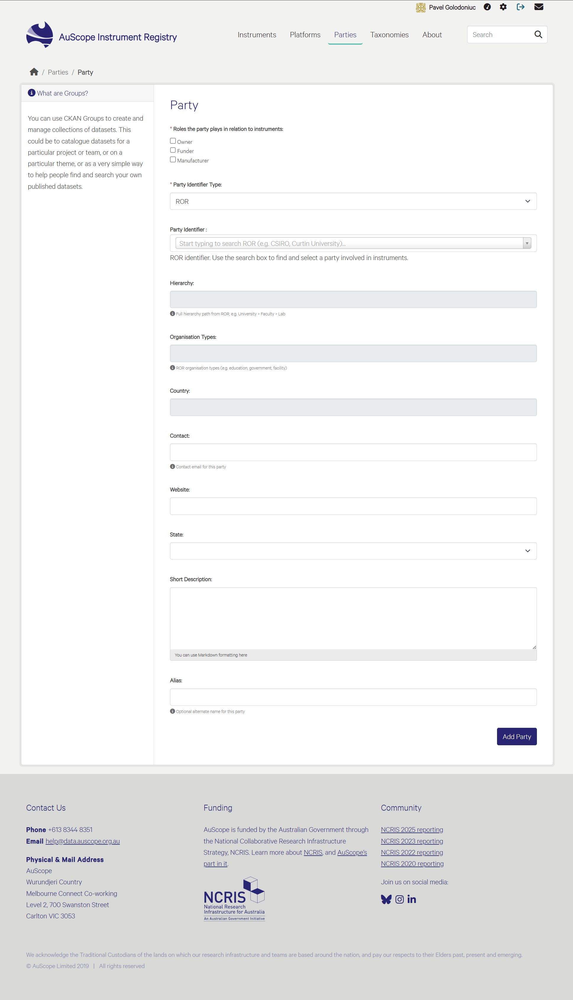 Pavel Golodoniuc
AuScope Instrument Registry
Instruments Platforms Parties Taxonomies About Search
/ Parties / Party
What are Groups?
You can use CKAN Groups to create and
manage collections of datasets. This
could be to catalogue datasets for a
particular project or team, or on a
particular theme, or as a very simple way
to help people find and search your own
published datasets.
Party
* Roles the party plays in relation to instruments:
Owner
Funder
Manufacturer
* Party Identifier Type:
ROR
Party Identifier :
Start typing to search ROR (e.g. CSIRO, Curtin University)...
ROR identifier. Use the search box to find and select a party involved in instruments.
Hierarchy:
Full hierarchy path from ROR, e.g. University > Faculty > Lab
Organisation Types:
ROR organisation types (e.g. education, government, facility)
Country:
Contact:
Contact email for this party
Website:
State:
Short Description:
You can use Markdown formatting here
Alias:
Optional alternate name for this party
Add Party
Contact Us
Phone +613 8344 8351
Email help@data.auscope.org.au
Physical & Mail Address
AuScope
Wurundjeri Country
Melbourne Connect Co-working
Level 2, 700 Swanston Street
Carlton VIC 3053
Funding
AuScope is funded by the Australian Government through
the National Collaborative Research Infrastructure
Strategy, NCRIS. Learn more about NCRIS, and AuScope's
part in it.
NCRIS
National Research
Infrastructure for Australia
An Australian Government Initiative
Community
NCRIS 2025 reporting
NCRIS 2023 reporting
NCRIS 2022 reporting
NCRIS 2020 reporting
Join us on social media:
We acknowledge the Traditional Custodians of the lands on which our research infrastructure and teams are based around the nation, and pay our respects to their Elders past, present and emerging.
© AuScope Limited 2019 | All rights reserved